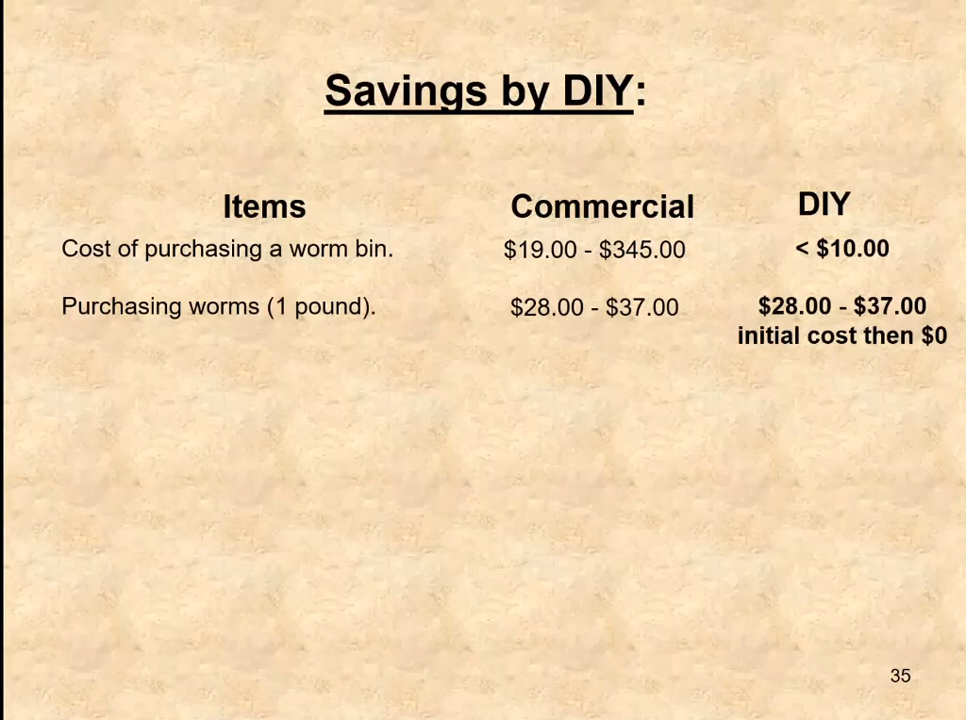 Savings by DIY:
Items Commercial DIY
Cost of purchasing a worm bin. $19.00 - $345.00 < $10.00
Purchasing worms (1 pound). $28.00 - $37.00 $28.00 - $37.00
initial cost then $0
35